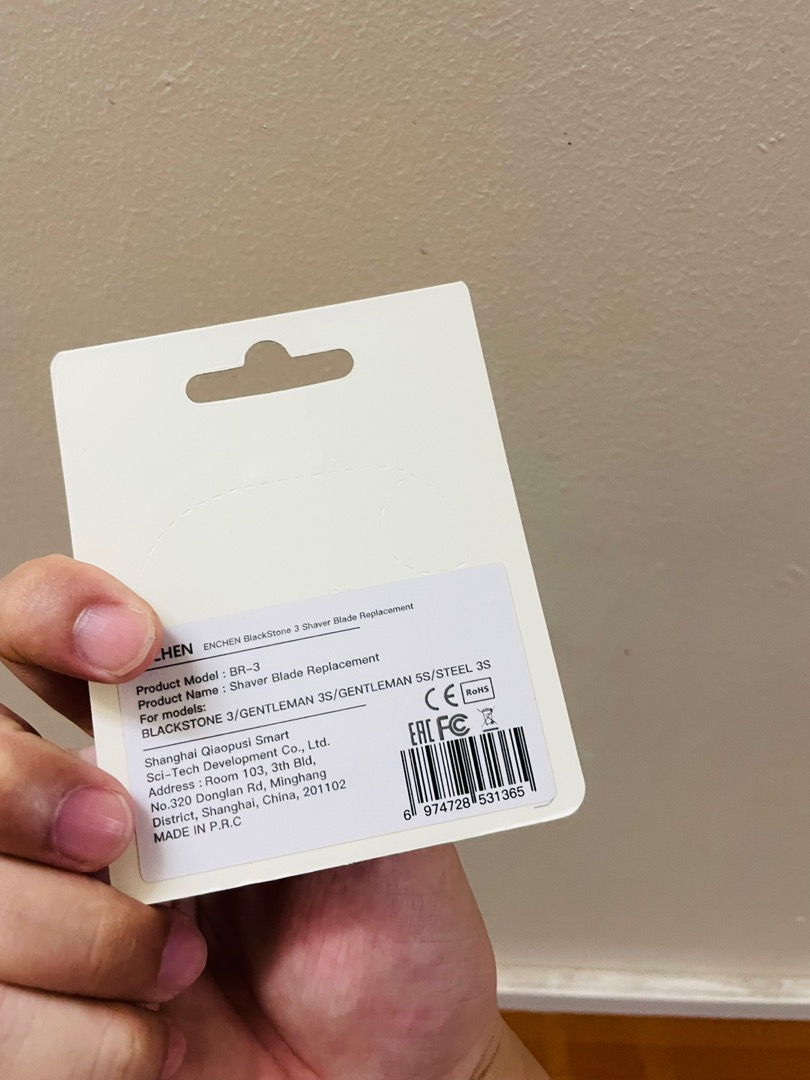 CHEN ENCHEN BlackStone 3 Shaver Blade Replacement
Product Model : BR-3
Product Name : Shaver Blade Replacement
For models:
BLACKSTONE 3/GENTLEMAN 3S/GENTLEMAN 5S/STEEL 3S
CE RoHS
EAC FC
Shanghai Qiaopusi Smart
Sci-Tech Development Co., Ltd.
Address : Room 103, 3th Bld,
No.320 Donglan Rd, Minghang
District, Shanghai, China, 201102
MADE IN P.R.C
6 974728 531365